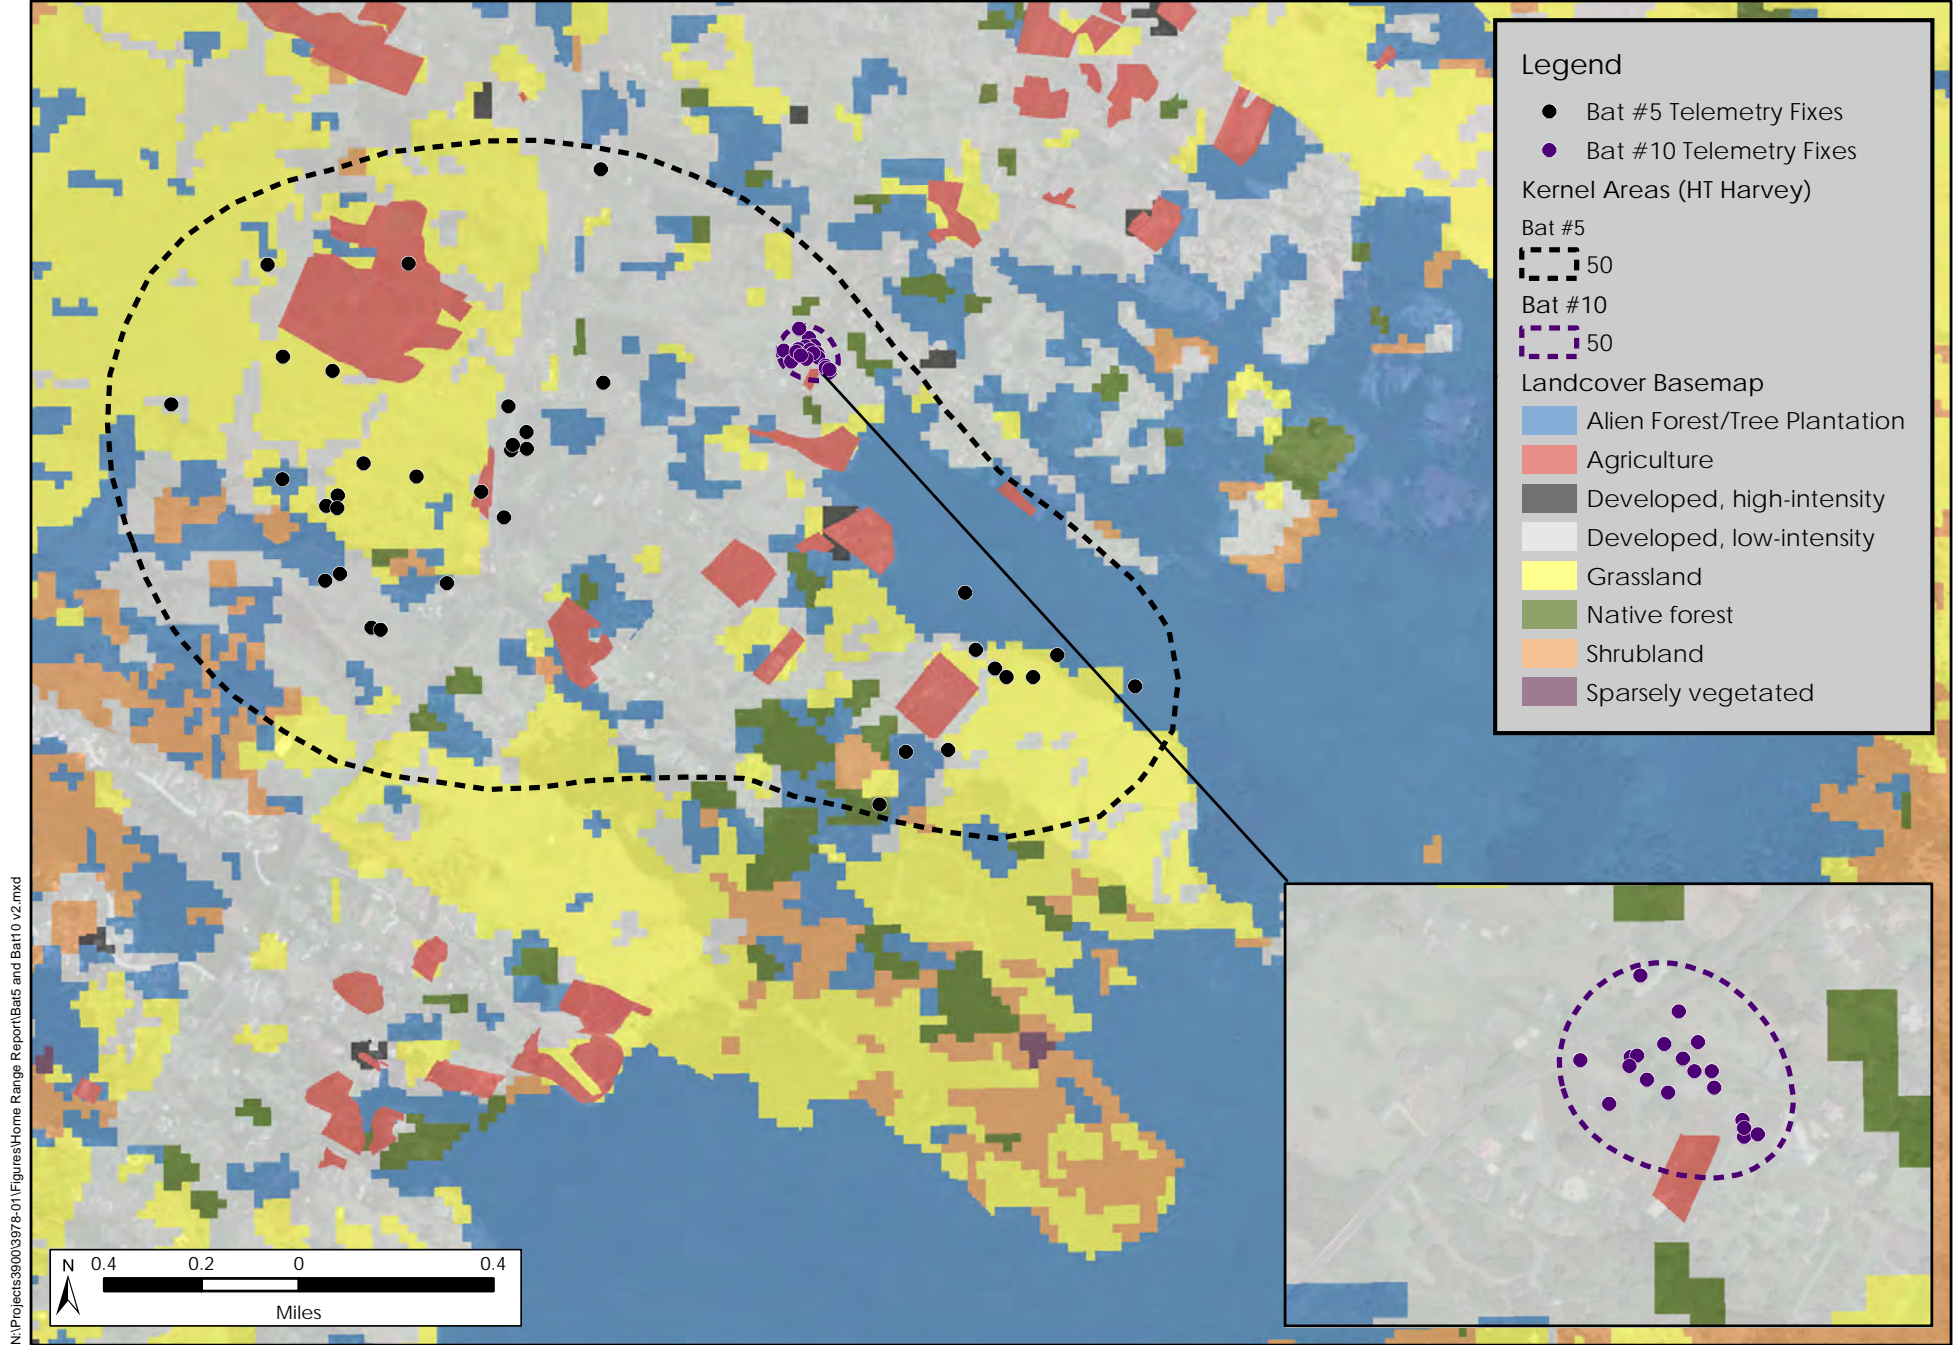 Legend
Bat #5 Telemetry Fixes
Bat #10 Telemetry Fixes
Kernel Areas (HT Harvey)
Bat #5
50
Bat #10
50
Landcover Basemap
Alien Forest/Tree Plantation
Agriculture
Developed, high-intensity
Developed, low-intensity
Grassland
Native forest
Shrubland
Sparsely vegetated
N:\Projects3900\3978-01\Figures\Home Range Report\Bat5 and Bat10 v2.mxd
N 0.4 0.2 0 0.4
Miles